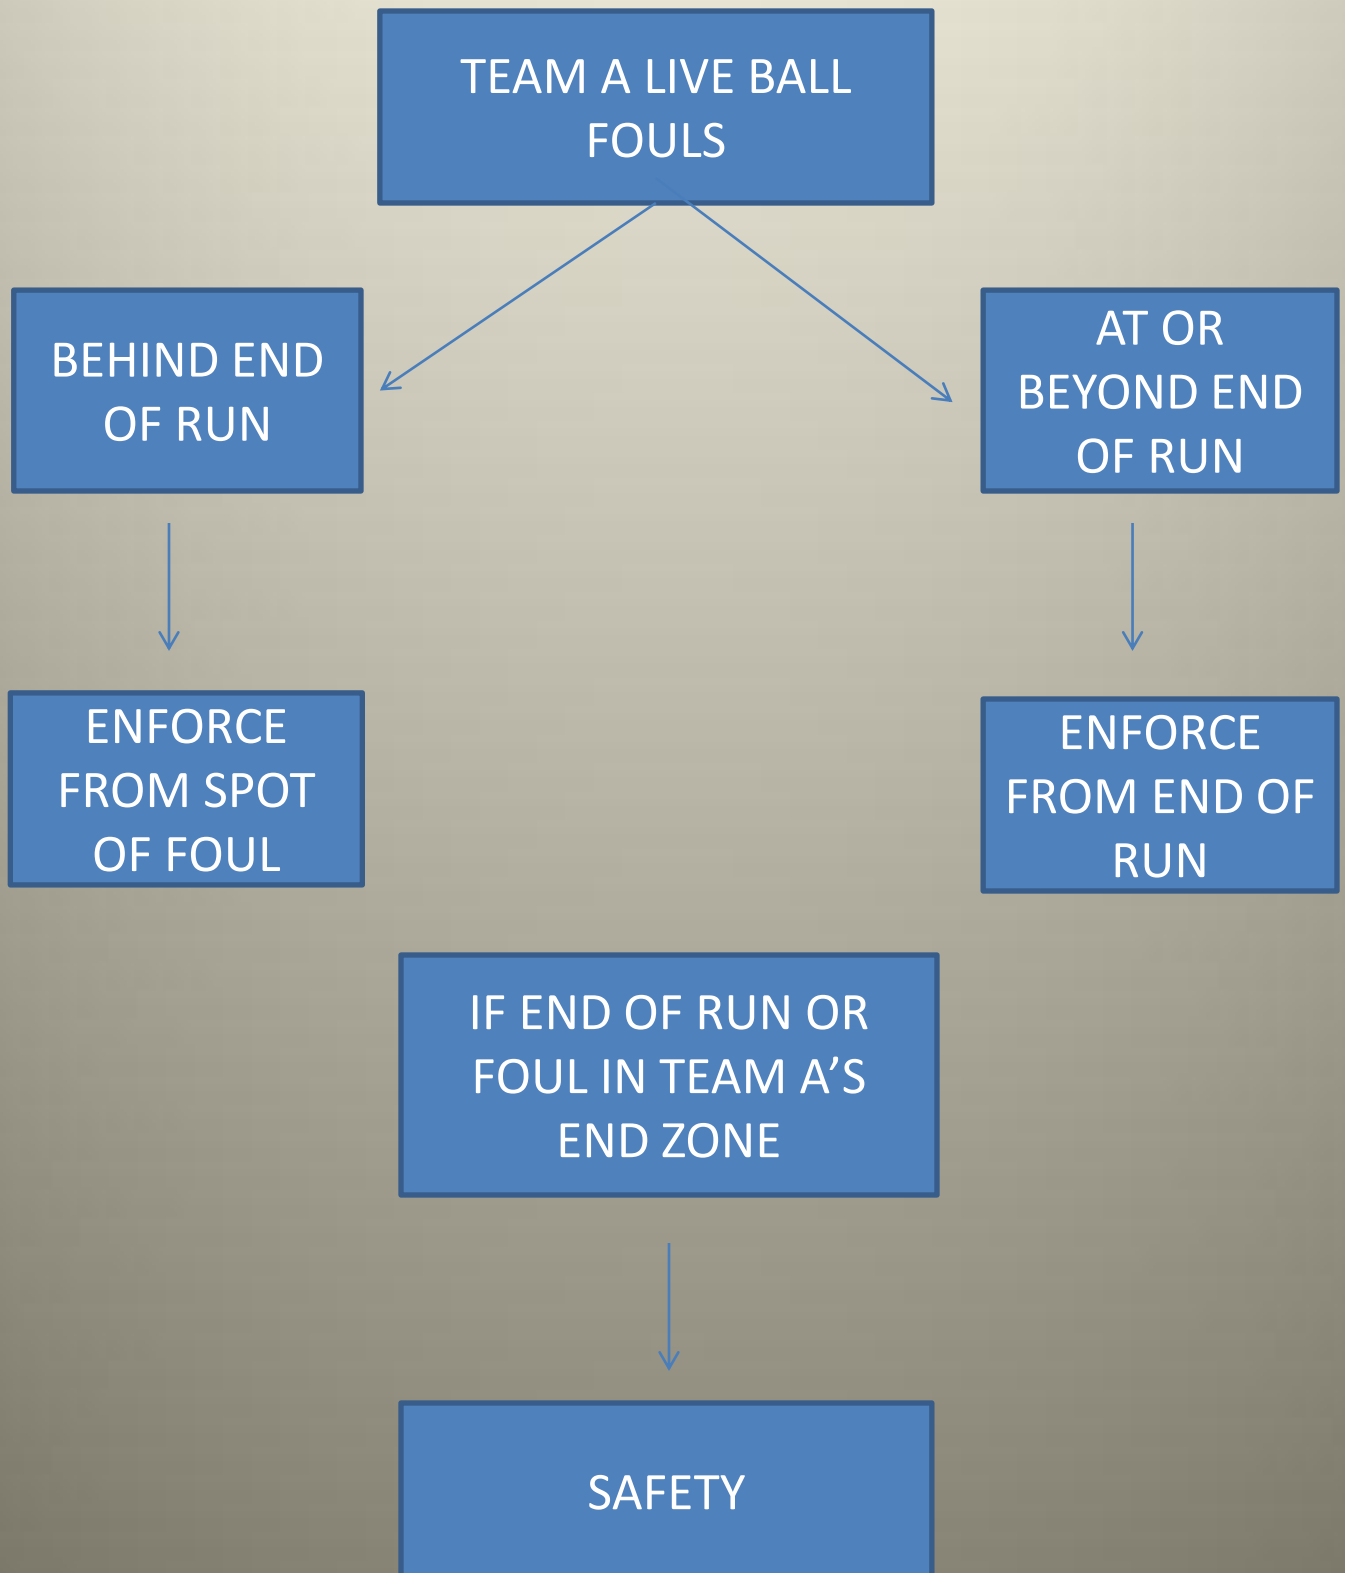 TEAM A LIVE BALL
FOULS
BEHIND END
OF RUN
AT OR
BEYOND END
OF RUN
ENFORCE
FROM SPOT
OF FOUL
ENFORCE
FROM END OF
RUN
IF END OF RUN OR
FOUL IN TEAM A’S
END ZONE
SAFETY